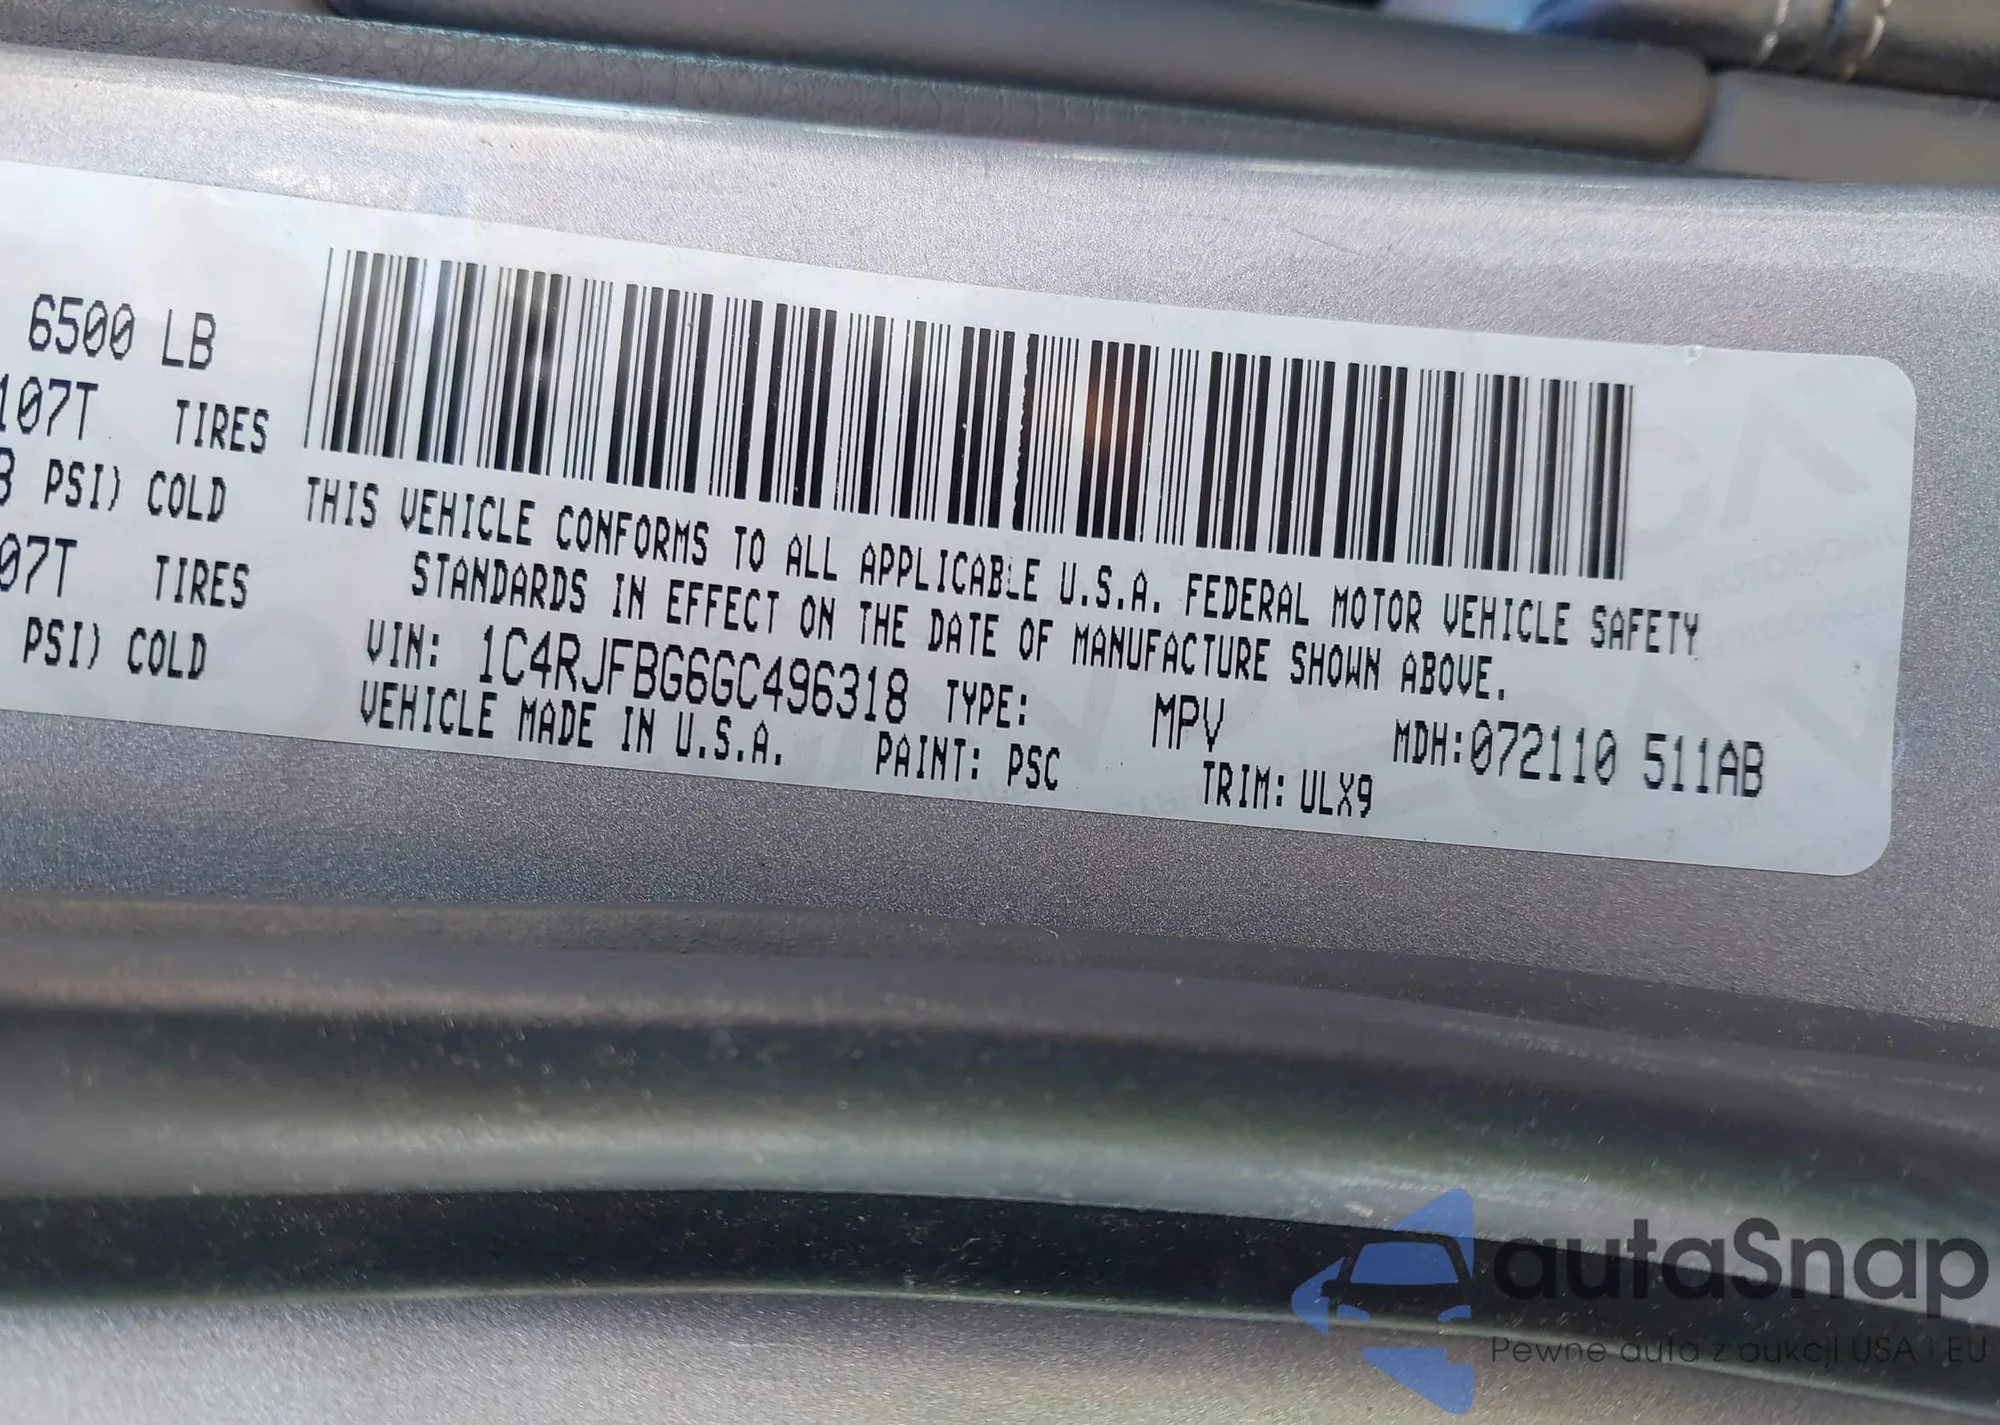 6500 LB
107T TIRES
PSI) COLD
07T TIRES
PSI) COLD
THIS VEHICLE CONFORMS TO ALL APPLICABLE U.S.A. FEDERAL MOTOR VEHICLE SAFETY
STANDARDS IN EFFECT ON THE DATE OF MANUFACTURE SHOWN ABOVE.
VIN: 1C4RJFBG6GC496318 TYPE: MPV MDH:072110 511AB
VEHICLE MADE IN U.S.A. PAINT: PSC TRIM: ULX9
autaSnap
Pewne auta z aukcji USA i EU